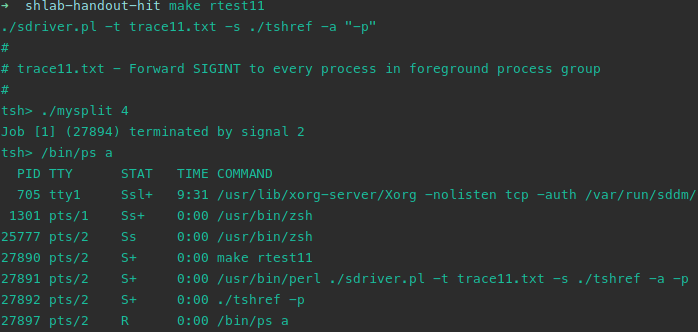 ➜  shlab-handout-hit make rtest11
./sdriver.pl -t trace11.txt -s ./tshref -a "-p"
#
# trace11.txt - Forward SIGINT to every process in foreground process group
#
tsh> ./mysplit 4
Job [1] (27894) terminated by signal 2
tsh> /bin/ps a
  PID TTY      STAT   TIME COMMAND
  705 tty1     Ssl+   9:31 /usr/lib/xorg-server/Xorg -nolisten tcp -auth /var/run/sddm/
 1301 pts/1    Ss+    0:00 /usr/bin/zsh
25777 pts/2    Ss     0:00 /usr/bin/zsh
27890 pts/2    S+     0:00 make rtest11
27891 pts/2    S+     0:00 /usr/bin/perl ./sdriver.pl -t trace11.txt -s ./tshref -a -p
27892 pts/2    S+     0:00 ./tshref -p
27897 pts/2    R      0:00 /bin/ps a